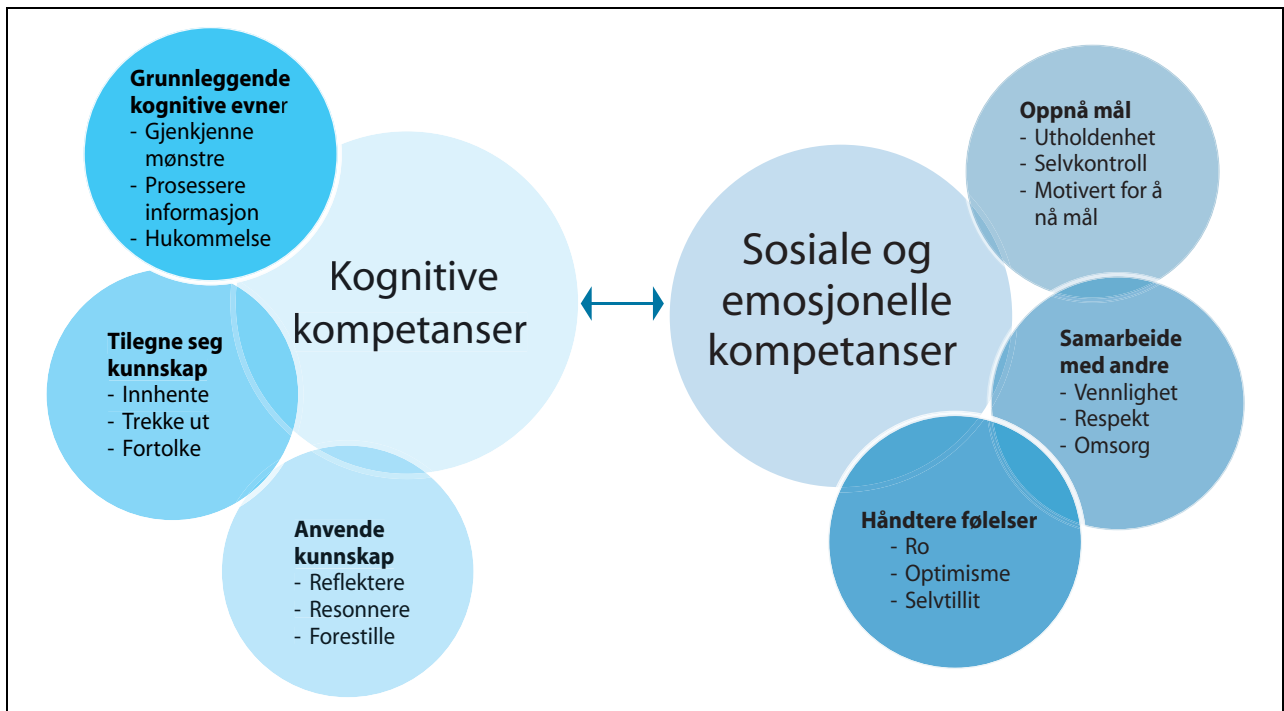 Grunnleggende
kognitive evner
- Gjenkjenne
mønstre
- Prosessere
informasjon
- Hukommelse
Kognitive
kompetanser
Tilegne seg
kunnskap
- Innhente
- Trekke ut
- Fortolke
Anvende
kunnskap
- Reflektere
- Resonnere
- Forestille
Sosiale og
emosjonelle
kompetanser
Oppnå mål
- Utholdenhet
- Selvkontroll
- Motivert for å
nå mål
Samarbeide
med andre
- Vennlighet
- Respekt
- Omsorg
Håndtere følelser
- Ro
- Optimisme
- Selvtillit